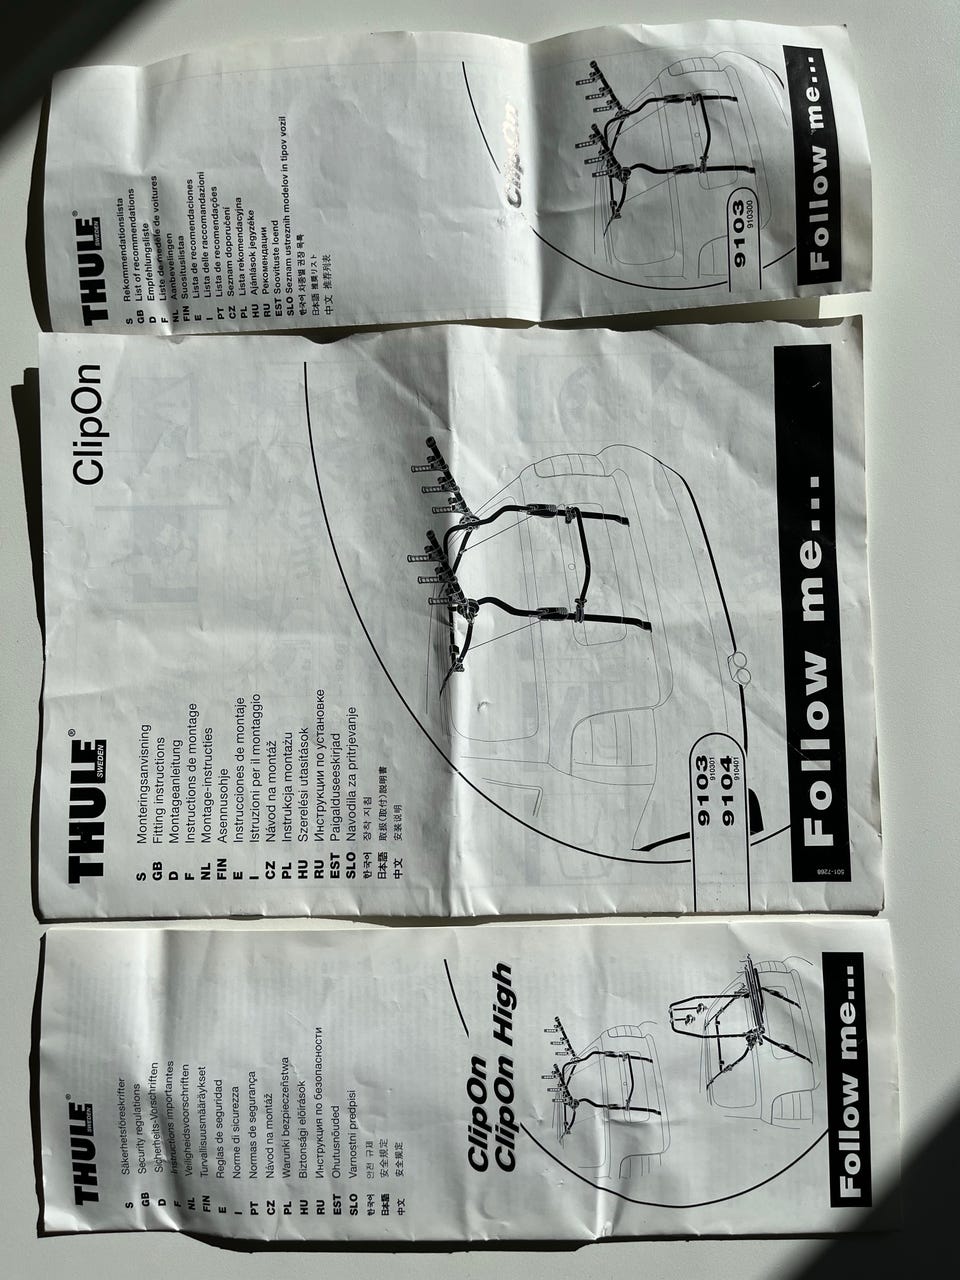 THULE®
SWEDEN
S Rekommendationslista
GB List of recommendations
D Empfehlungsliste
F Liste de modèle de voitures
NL Aanbevelingen
FIN Suosituslistaa
E Lista de recomendaciones
I Lista delle raccomandazioni
PT Lista de recomendações
CZ Seznam doporučení
PL Lista rekomendacyjna
HU Ajánlások jegyzéke
RU Рекомендации
EST Soovituste loend
SLO Seznam ustreznih modelov in tipov vozil
한국어 차종별 권장 목록
日本語 推奨リスト
中文 推荐列表
ClipOn
9103
910300
Follow me...
THULE®
SWEDEN
ClipOn
S Monteringsanvisning
GB Fitting instructions
D Montageanleitung
F Instructions de montage
NL Montage-instructies
FIN Asennusohje
E Instrucciones de montaje
I Istruzioni per il montaggio
CZ Návod na montáž
PL Instrukcja montażu
HU Szerelési utasítások
RU Инструкции по установке
EST Paigalduseeskirjad
SLO Navodila za pritrjevanje
한국어 장착 지침
日本語 取扱(取付)説明書
中文 安装说明
9103
910301
9104
910401
Follow me...
501-7268
THULE®
SWEDEN
S Säkerhetsföreskrifter
GB Security regulations
D Sicherheits-Vorschriften
F Instructions importantes
NL Veiligheidsvoorschriften
FIN Turvallisuusmääräykset
E Reglas de seguridad
I Norme di sicurezza
PT Normas de segurança
CZ Návod na montáž
PL Warunki bezpieczeństwa
HU Biztonsági előírások
RU Инструкция по безопасности
EST Ohutusnõuded
SLO Varnostni predpisi
한국어 안전 규제
日本語 安全規定
中文 安全规定
ClipOn
ClipOn High
Follow me...